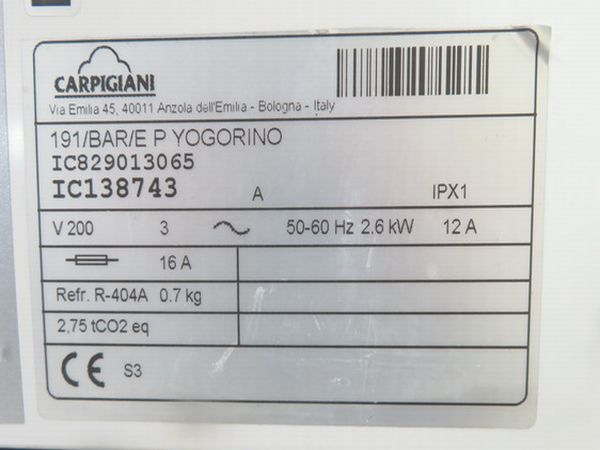 CARPIGIANI
Via Emilia 45, 40011 Anzola dell'Emilia - Bologna - Italy
191/BAR/E P YOGORINO
IC829013065
IC138743 A IPX1
V 200 3 50-60 Hz 2.6 kW 12 A
16 A
Refr. R-404A 0.7 kg
2,75 tCO2 eq
CE S3